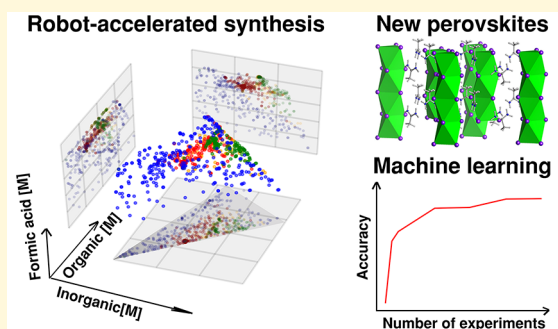 Robot-accelerated synthesis
New perovskites
Formic acid [M]
Organic [M]
Inorganic[M]
Machine learning
Accuracy
Number of experiments